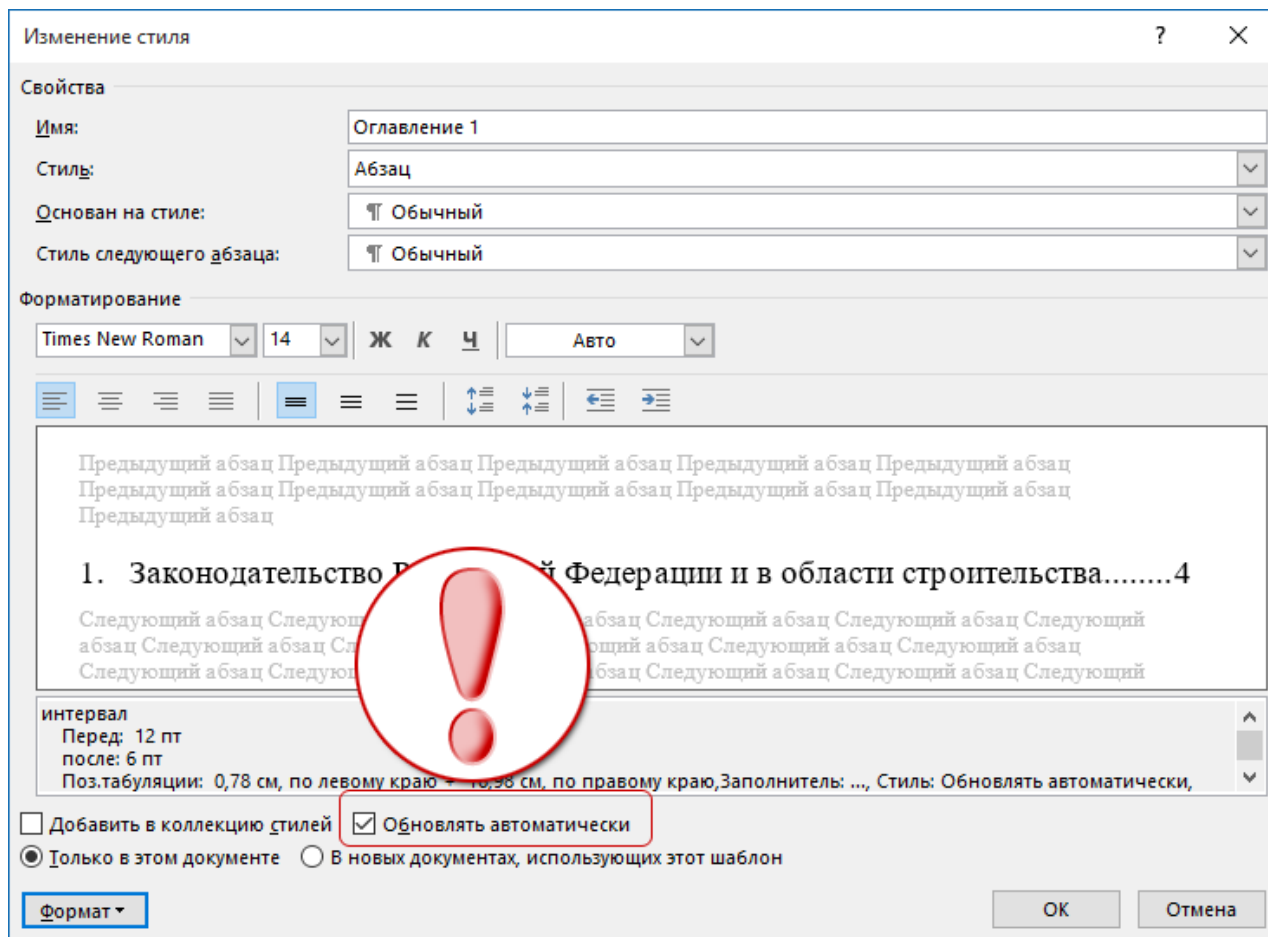 Изменение стиля ?
Свойства
Имя: Оглавление 1
Стиль: Абзац
Основан на стиле: ¶ Обычный
Стиль следующего абзаца: ¶ Обычный
Форматирование
Times New Roman 14 Ж К Ч Авто
Предыдущий абзац Предыдущий абзац Предыдущий абзац Предыдущий абзац Предыдущий абзац
Предыдущий абзац Предыдущий абзац Предыдущий абзац Предыдущий абзац Предыдущий абзац
Предыдущий абзац
1. Законодательство Федерации и в области строительства........4
Следующий абзац абзац Следующий абзац Следующий абзац Следующий
абзац Следующий абзац абзац Следующий абзац Следующий абзац
Следующий абзац Следующий абзац Следующий абзац Следующий
интервал
Перед: 12 пт
после: 6 пт
Поз.табуляции: 0,78 см, по левому краю + см, по правому краю,Заполнитель: ..., Стиль: Обновлять автоматически,
Добавить в коллекцию стилей Обновлять автоматически
Только в этом документе В новых документах, использующих этот шаблон
Формат ОК Отмена